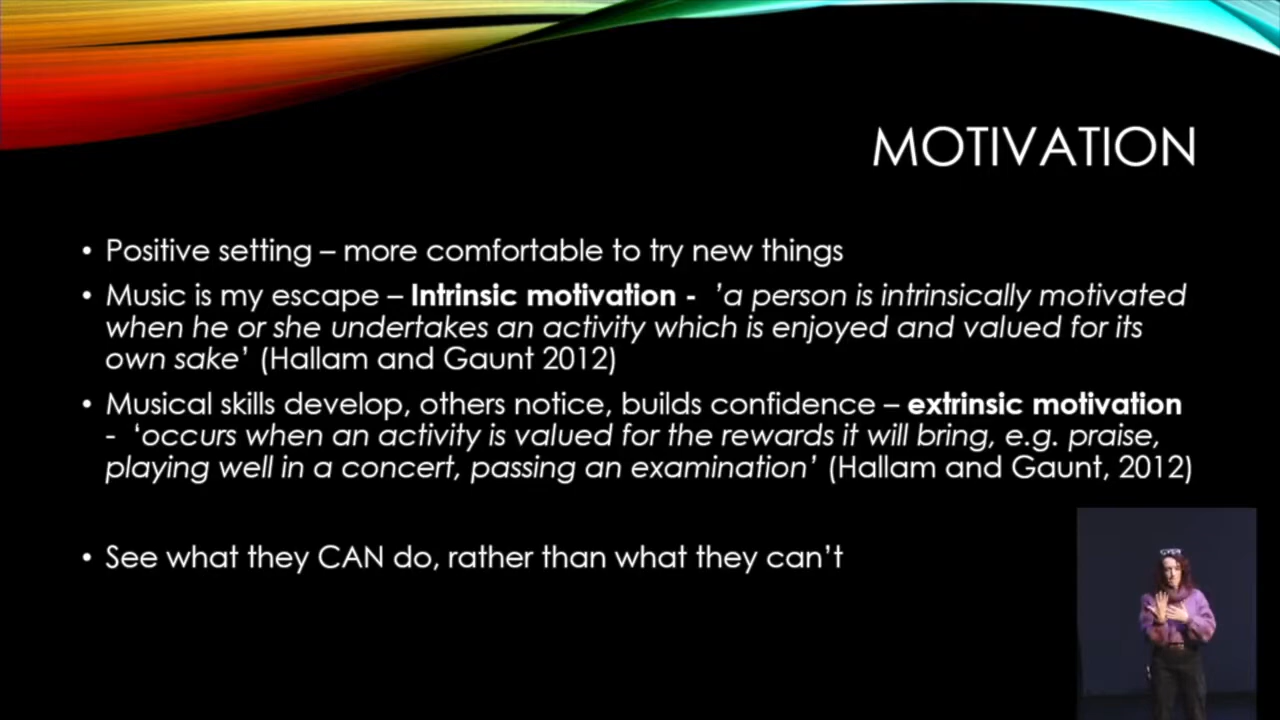 MOTIVATION
• Positive setting – more comfortable to try new things
• Music is my escape – Intrinsic motivation - ’a person is intrinsically motivated
when he or she undertakes an activity which is enjoyed and valued for its
own sake’ (Hallam and Gaunt 2012)
• Musical skills develop, others notice, builds confidence – extrinsic motivation
- ‘occurs when an activity is valued for the rewards it will bring, e.g. praise,
playing well in a concert, passing an examination’ (Hallam and Gaunt, 2012)
• See what they CAN do, rather than what they can’t